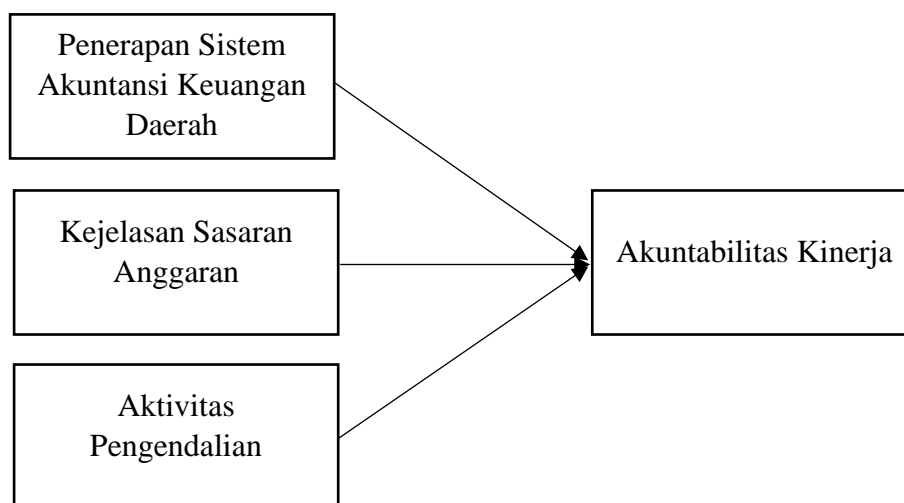 Penerapan Sistem
Akuntansi Keuangan
Daerah
Kejelasan Sasaran
Anggaran
Akuntabilitas Kinerja
Aktivitas
Pengendalian